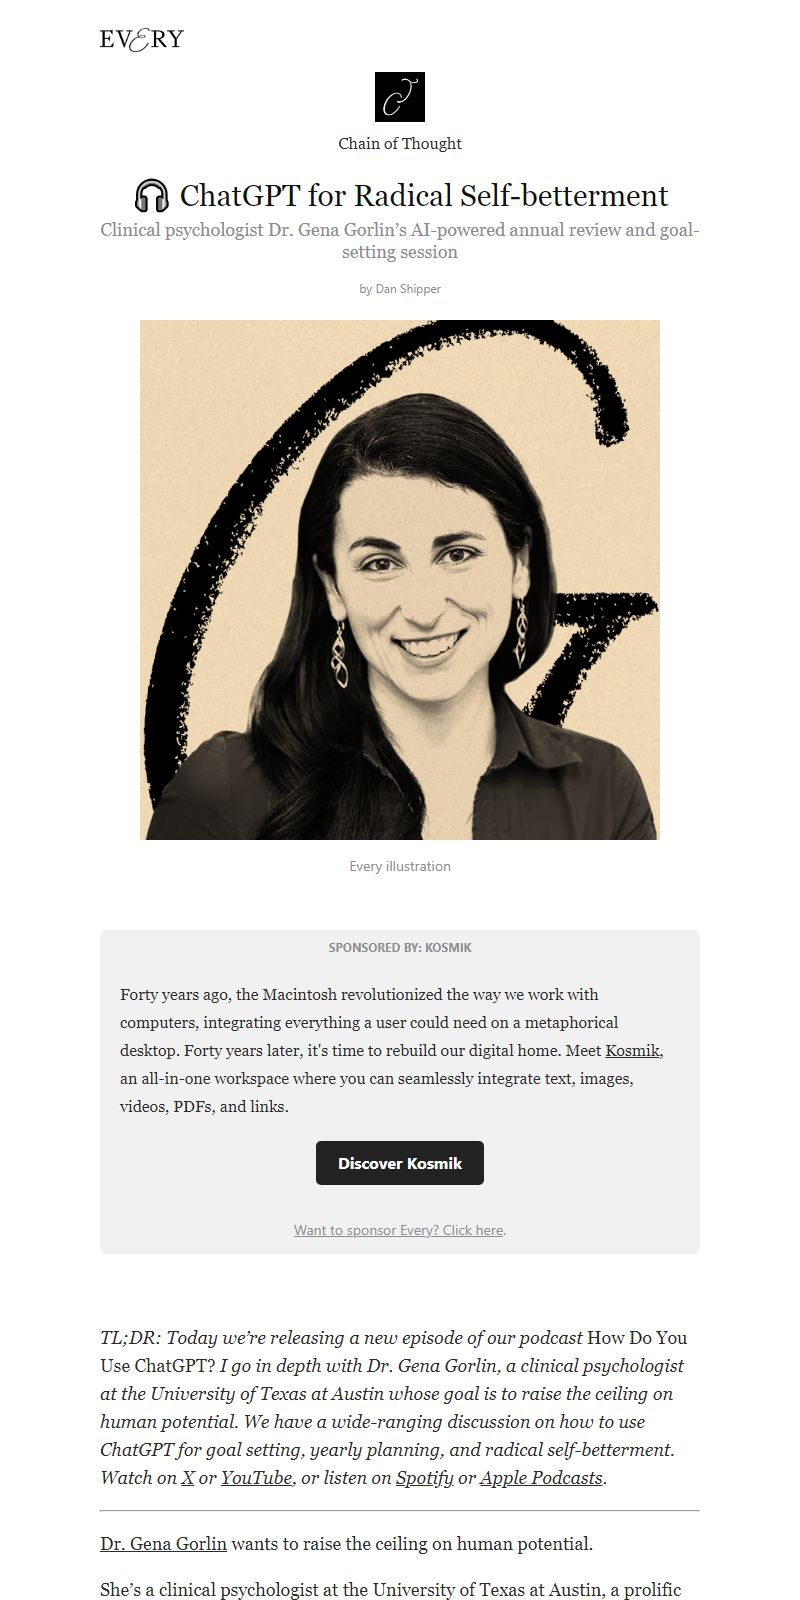 EVERY
Chain of Thought
🎧 ChatGPT for Radical Self-betterment
Clinical psychologist Dr. Gena Gorlin’s AI-powered annual review and goal-
setting session
by Dan Shipper
Every illustration
SPONSORED BY: KOSMIK
Forty years ago, the Macintosh revolutionized the way we work with
computers, integrating everything a user could need on a metaphorical
desktop. Forty years later, it's time to rebuild our digital home. Meet Kosmik,
an all-in-one workspace where you can seamlessly integrate text, images,
videos, PDFs, and links.
Discover Kosmik
Want to sponsor Every? Click here.
TL;DR: Today we’re releasing a new episode of our podcast How Do You
Use ChatGPT? I go in depth with Dr. Gena Gorlin, a clinical psychologist
at the University of Texas at Austin whose goal is to raise the ceiling on
human potential. We have a wide-ranging discussion on how to use
ChatGPT for goal setting, yearly planning, and radical self-betterment.
Watch on X or YouTube, or listen on Spotify or Apple Podcasts.
Dr. Gena Gorlin wants to raise the ceiling on human potential.
She’s a clinical psychologist at the University of Texas at Austin, a prolific